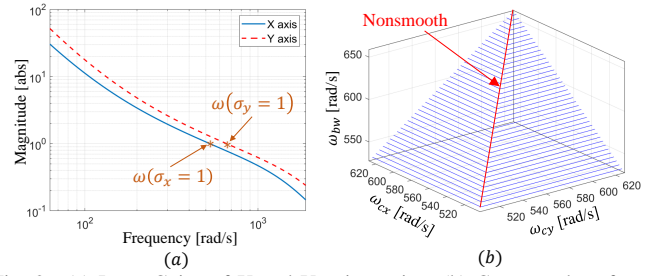 (a)
10²
10¹
10⁰
10⁻¹
Magnitude [abs]
X axis
Y axis
ω(σy = 1)
ω(σx = 1)
10²
10³
Frequency [rad/s]
(a)
(b)
Nonsmooth
650
600
550
ωbw [rad/s]
620
600
580
560
540
520
ωcx [rad/s]
520
540
560
580
600
620
ωcy [rad/s]
(b)